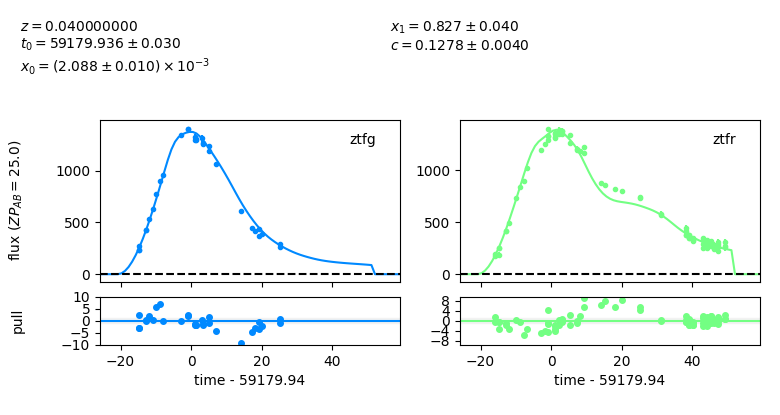 z = 0.040000000
t₀ = 59179.936 ± 0.030
x₀ = (2.088 ± 0.010) × 10⁻³
x₁ = 0.827 ± 0.040
c = 0.1278 ± 0.0040
flux (ZP_AB = 25.0)
ztfg
1000
500
0
ztfr
1000
500
0
pull
10
5
0
−5
−10
−20
0
20
40
time - 59179.94
8
4
0
−4
−8
−20
0
20
40
time - 59179.94